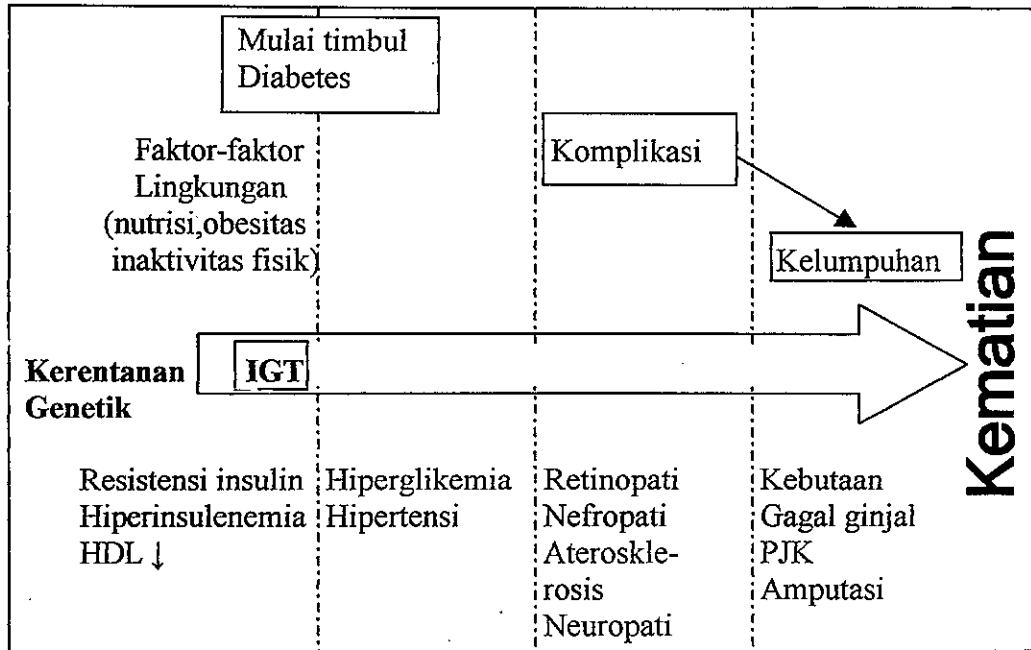 Mulai timbul
Diabetes
Faktor-faktor
Lingkungan
(nutrisi,obesitas
inaktivitas fisik)
Komplikasi
Kelumpuhan
Kerentanan
Genetik
IGT
Kematian
Resistensi insulin
Hiperinsulenemia
HDL ↓
Hiperglikemia
Hipertensi
Retinopati
Nefropati
Ateroskle-
rosis
Neuropati
Kebutaan
Gagal ginjal
PJK
Amputasi